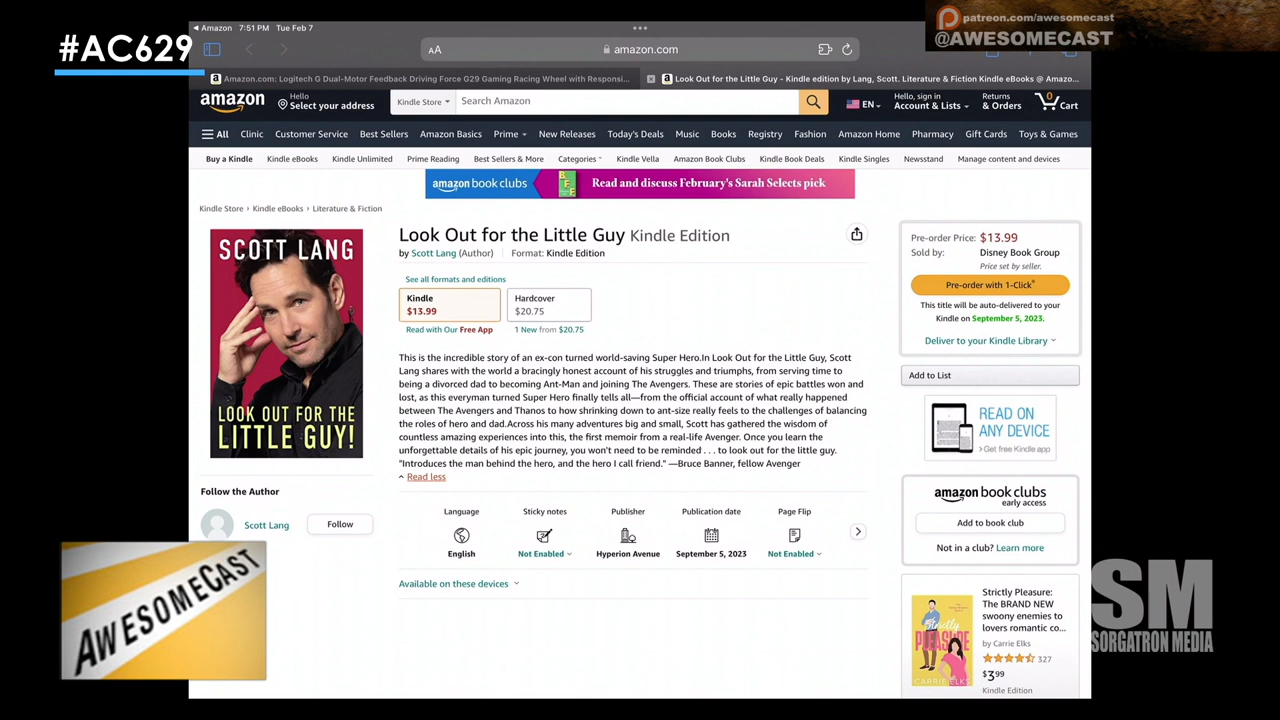 #AC629
patreon.com/awesomecast
@AWESOMECAST
Amazon 7:51 PM Tue Feb 7
AA amazon.com
Amazon.com: Logitech G Dual-Motor Feedback Driving Force G29 Gaming Racing Wheel with Responsi...
Look Out for the Little Guy - Kindle edition by Lang, Scott. Literature & Fiction Kindle eBooks @ Amazo...
amazon
Hello
Select your address
Kindle Store
Search Amazon
EN
Hello, sign in
Account & Lists
Returns
& Orders
0
Cart
All Clinic Customer Service Best Sellers Amazon Basics Prime New Releases Today's Deals Music Books Registry Fashion Amazon Home Pharmacy Gift Cards Toys & Games
Buy a Kindle Kindle eBooks Kindle Unlimited Prime Reading Best Sellers & More Categories Kindle Vella Amazon Book Clubs Kindle Book Deals Kindle Singles Newsstand Manage content and devices
amazon book clubs Read and discuss February's Sarah Selects pick
Kindle Store › Kindle eBooks › Literature & Fiction
SCOTT LANG
LOOK OUT FOR THE
LITTLE GUY!
Follow the Author
Scott Lang
Follow
Look Out for the Little Guy Kindle Edition
by Scott Lang (Author) Format: Kindle Edition
See all formats and editions
Kindle
$13.99
Read with Our Free App
Hardcover
$20.75
1 New from $20.75
This is the incredible story of an ex-con turned world-saving Super Hero.In Look Out for the Little Guy, Scott
Lang shares with the world a bracingly honest account of his struggles and triumphs, from serving time to
being a divorced dad to becoming Ant-Man and joining The Avengers. These are stories of epic battles won and
lost, as this everyman turned Super Hero finally tells all—from the official account of what really happened
between The Avengers and Thanos to how shrinking down to ant-size really feels to the challenges of balancing
the roles of hero and dad.Across his many adventures big and small, Scott has gathered the wisdom of
countless amazing experiences into this, the first memoir from a real-life Avenger. Once you learn the
unforgettable details of his epic journey, you won't need to be reminded . . . to look out for the little guy.
"Introduces the man behind the hero, and the hero I call friend." —Bruce Banner, fellow Avenger
Read less
Language
English
Sticky notes
Not Enabled
Publisher
Hyperion Avenue
Publication date
September 5, 2023
Page Flip
Not Enabled
Available on these devices
Pre-order Price: $13.99
Sold by: Disney Book Group
Price set by seller.
Pre-order with 1-Click®
This title will be auto-delivered to your
Kindle on September 5, 2023.
Deliver to your Kindle Library
Add to List
READ ON
ANY DEVICE
› Get free Kindle app
amazon book clubs
early access
Add to book club
Not in a club? Learn more
Strictly
PLEASURE
CARRIE ELKS
Strictly Pleasure:
The BRAND NEW
swoony enemies to
lovers romantic co...
by Carrie Elks
327
$3.99
Kindle Edition
AWESOMECAST
SM
SORGATRON MEDIA